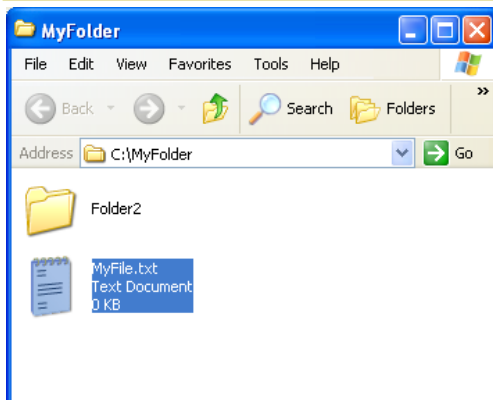 MyFolder
File Edit View Favorites Tools Help
Back Search Folders »
Address C:\MyFolder Go
Folder2
MyFile.txt
Text Document
0 KB